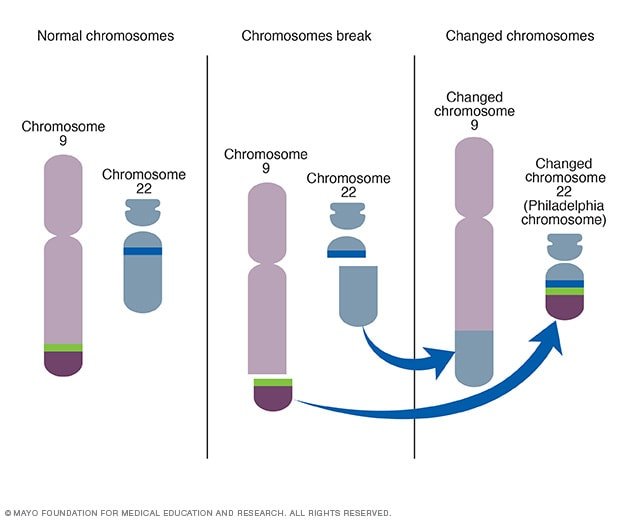 Normal chromosomes
Chromosomes break
Changed chromosomes
Chromosome
9
Chromosome
22
Chromosome
9
Chromosome
22
Changed
chromosome
9
Changed
chromosome
22
(Philadelphia
chromosome)
© MAYO FOUNDATION FOR MEDICAL EDUCATION AND RESEARCH. ALL RIGHTS RESERVED.